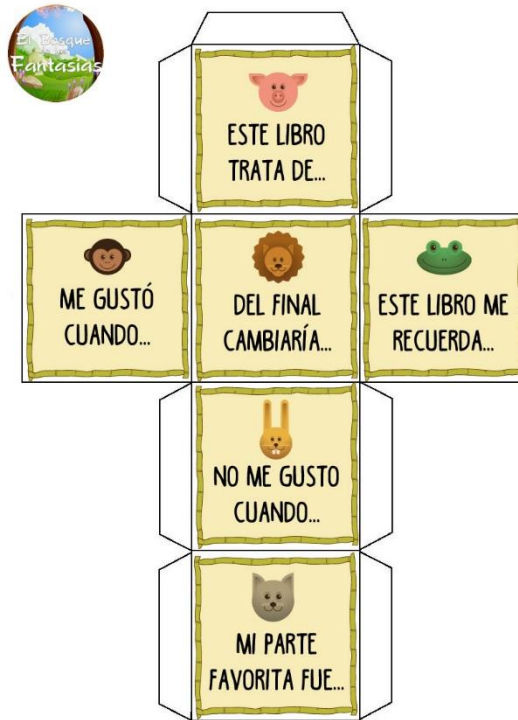 El Bosque
Fantasías
ESTE LIBRO
TRATA DE...
ME GUSTÓ
CUANDO...
DEL FINAL
CAMBIARÍA...
ESTE LIBRO ME
RECUERDA...
NO ME GUSTO
CUANDO...
MI PARTE
FAVORITA FUE...